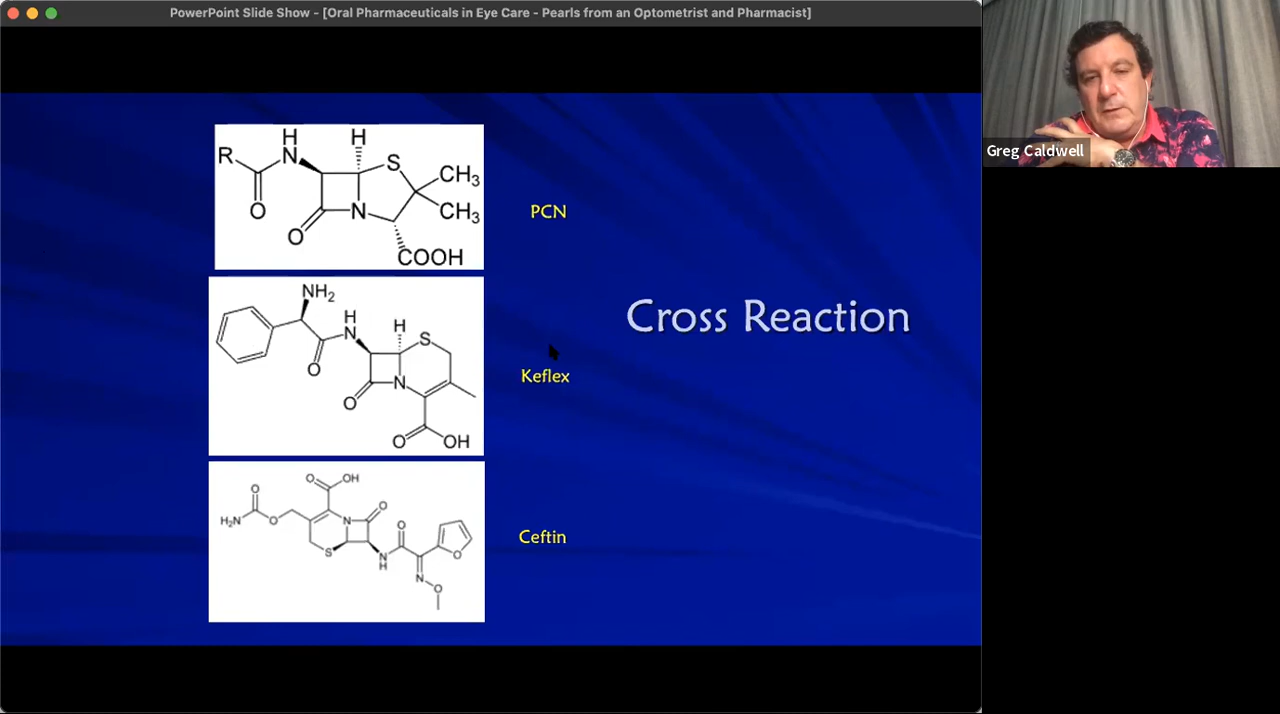 PowerPoint Slide Show - [Oral Pharmaceuticals in Eye Care - Pearls from an Optometrist and Pharmacist]
Greg Caldwell
H
H
R
N
S
CH3
N
CH3
O
O
COOH
PCN
NH2
H
H
NH
S
O
N
O
O
OH
Keflex
Cross Reaction
O
OH
O
O
O
H2N
O
N
S
N
H
O
N
O
Ceftin